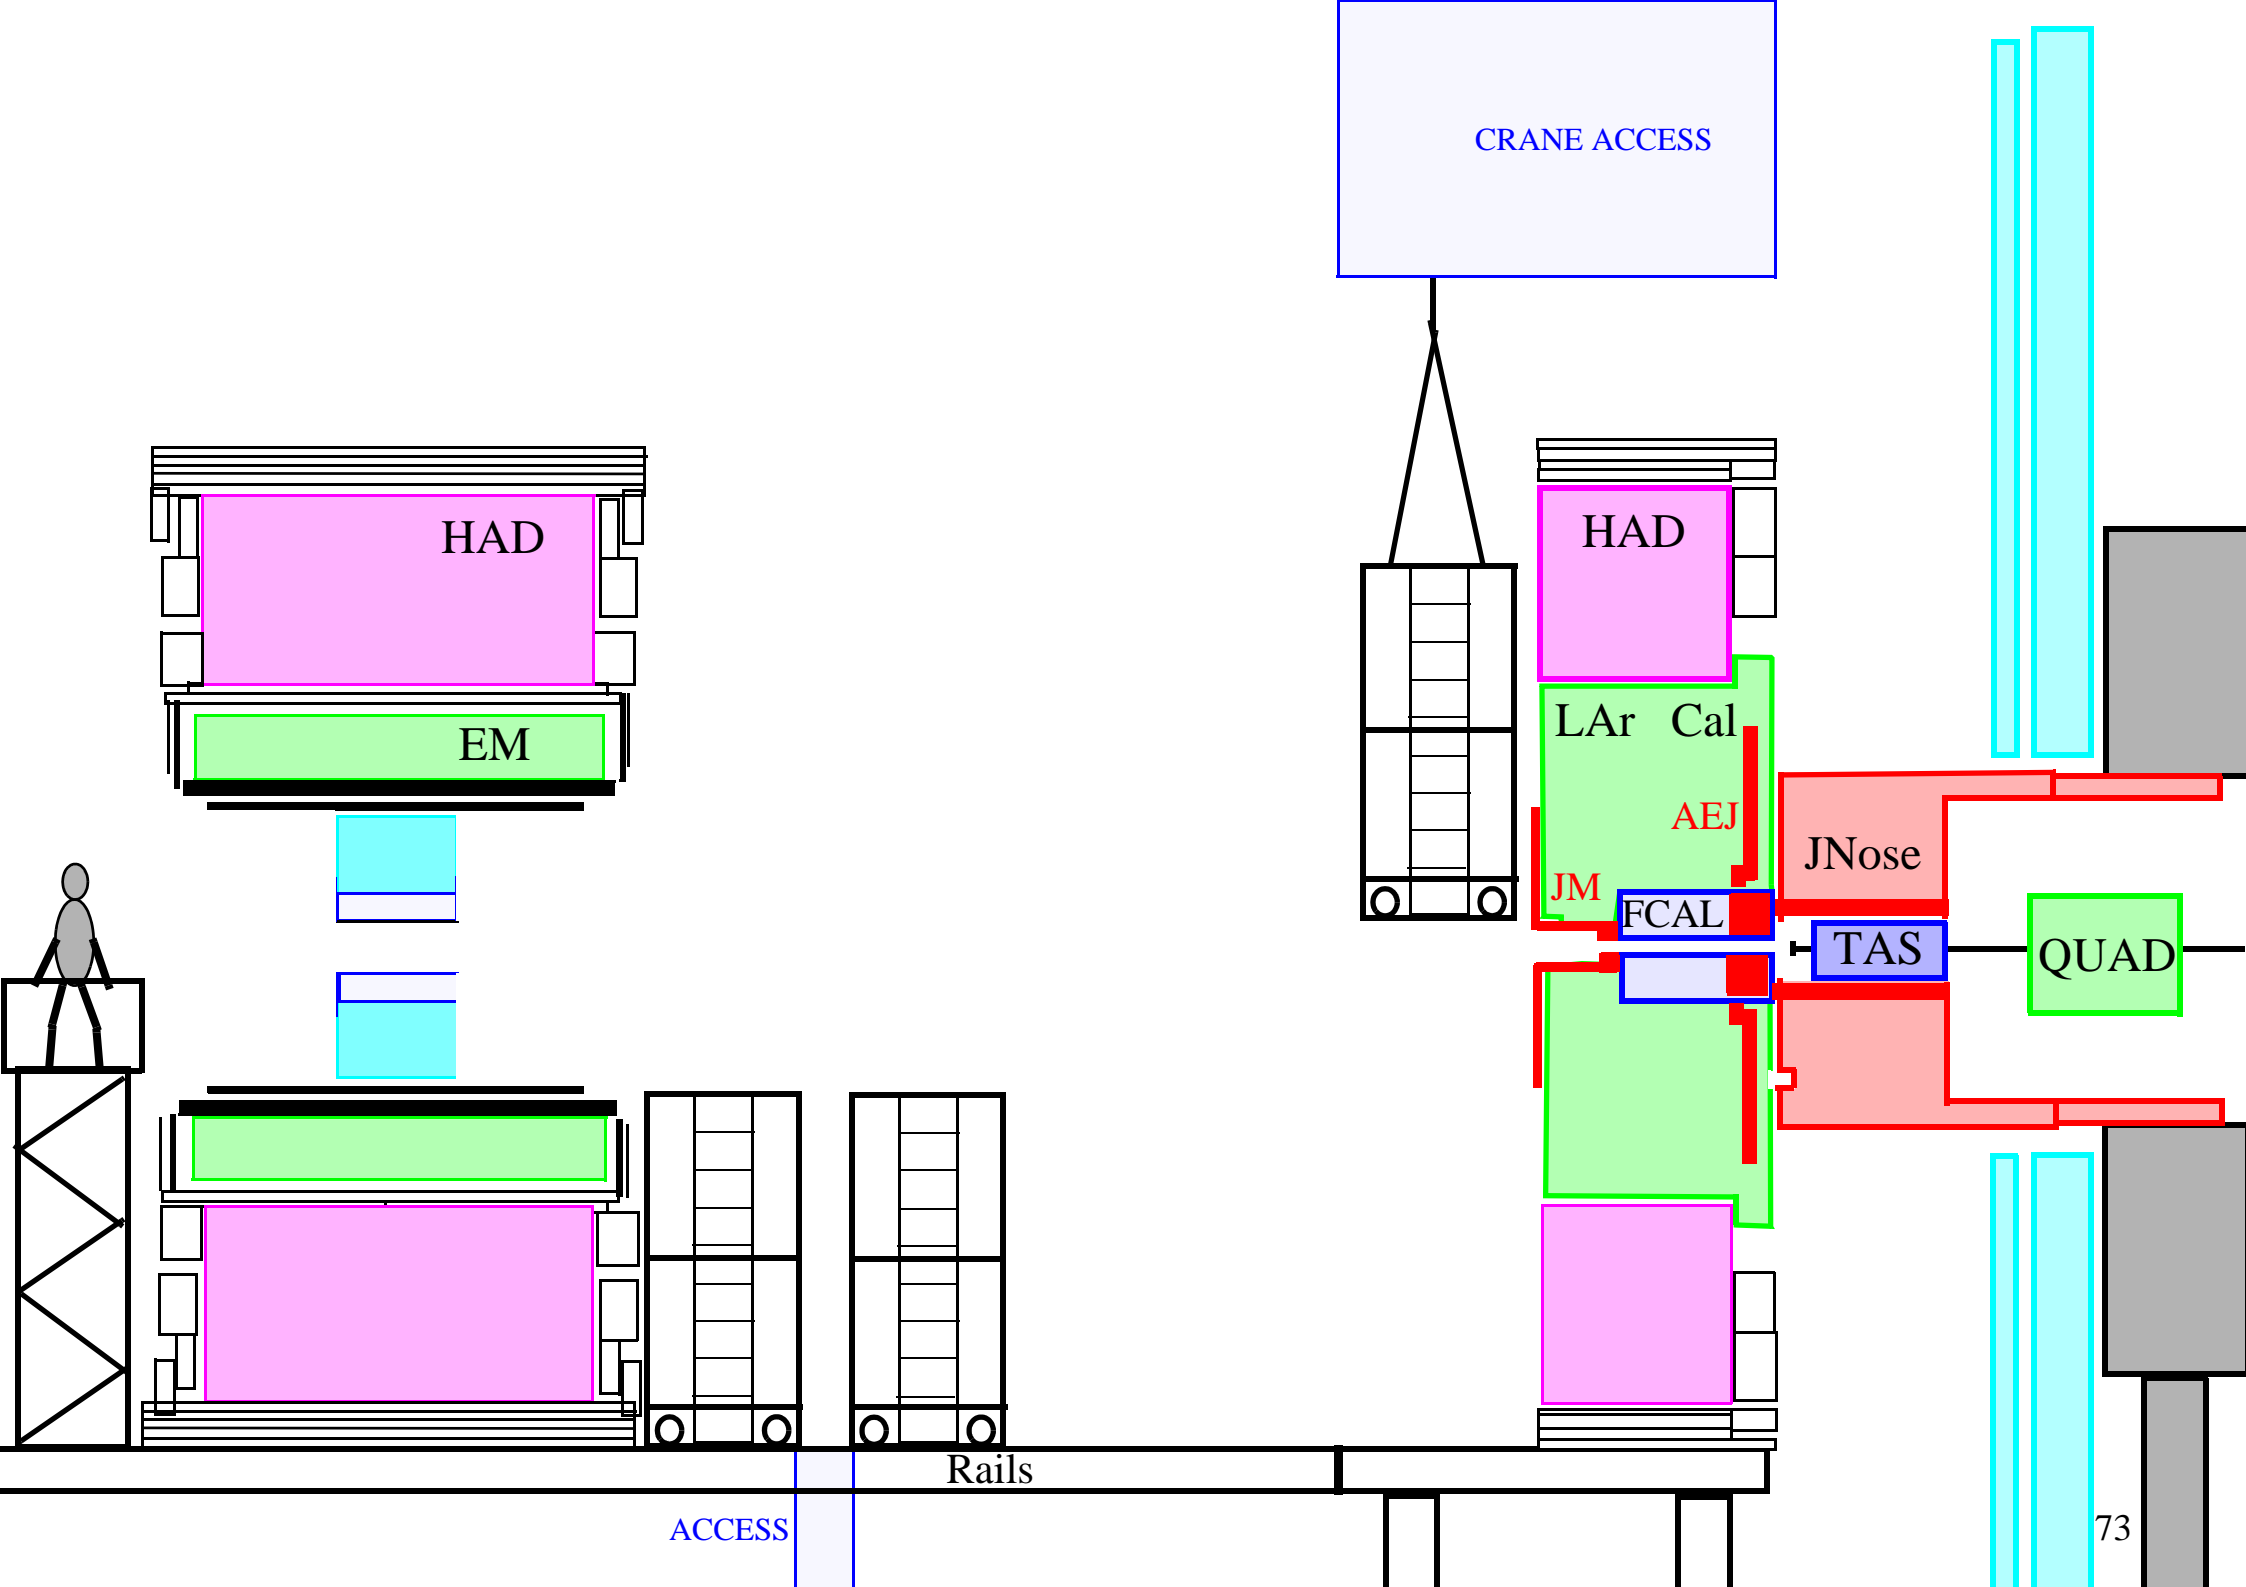 CRANE ACCESS
HAD
HAD
EM
LAr Cal
AEJ
JNose
JM
FCAL
TAS
QUAD
Rails
ACCESS
73